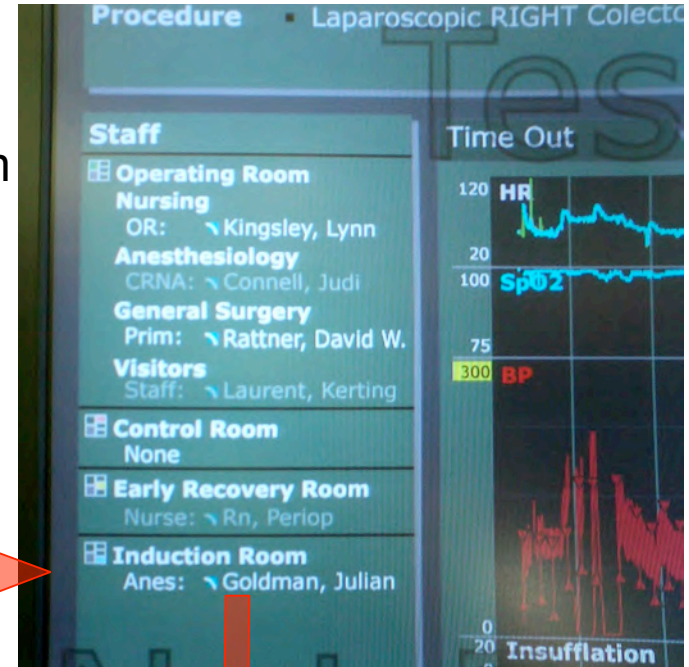 Procedure ▪ Laparoscopic RIGHT Colecto
Tes
n
Staff
Operating Room
Nursing
OR: Kingsley, Lynn
Anesthesiology
CRNA: Connell, Judi
General Surgery
Prim: Rattner, David W.
Visitors
Staff: Laurent, Kerting
Control Room
None
Early Recovery Room
Nurse: Rn, Periop
Induction Room
Anes: Goldman, Julian
Time Out
120 HR
20
100 SpO2
75
300 BP
0
20 Insufflation